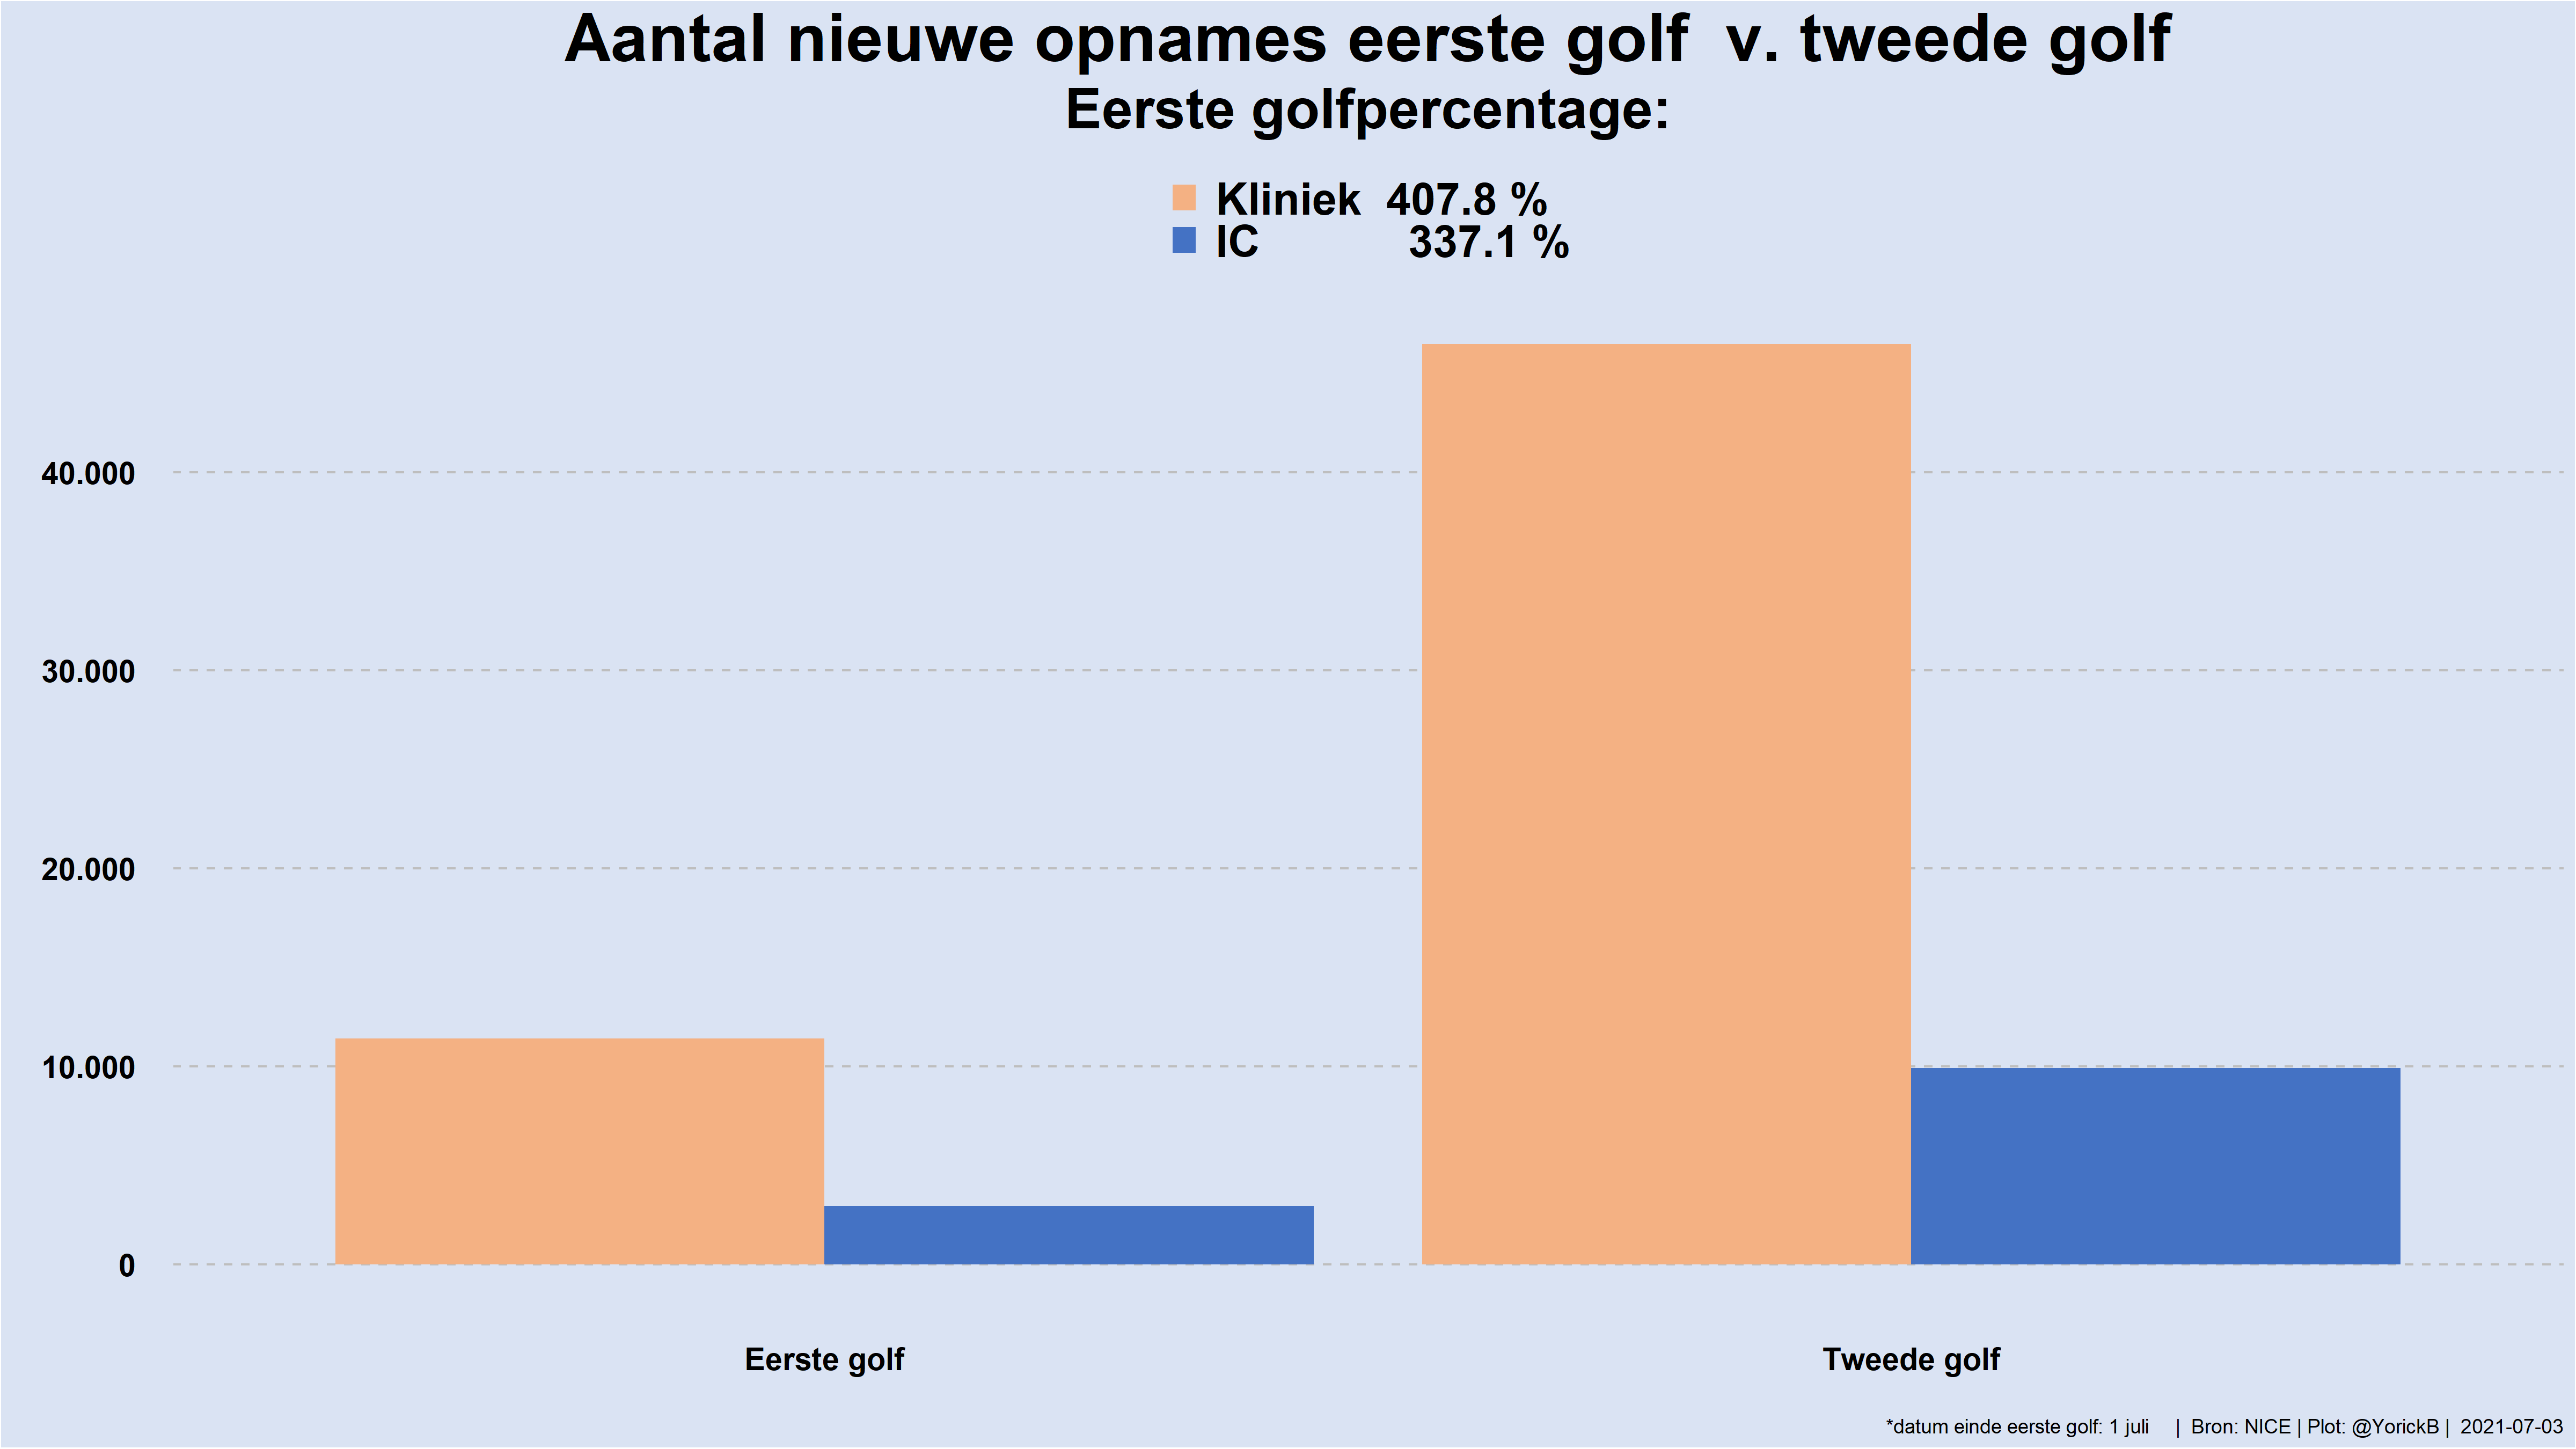 Aantal nieuwe opnames eerste golf  v. tweede golf
Eerste golfpercentage:
Kliniek  407.8 %
IC  337.1 %
40.000
30.000
20.000
10.000
0
Eerste golf
Tweede golf
*datum einde eerste golf: 1 juli  |  Bron: NICE | Plot: @YorickB |  2021-07-03